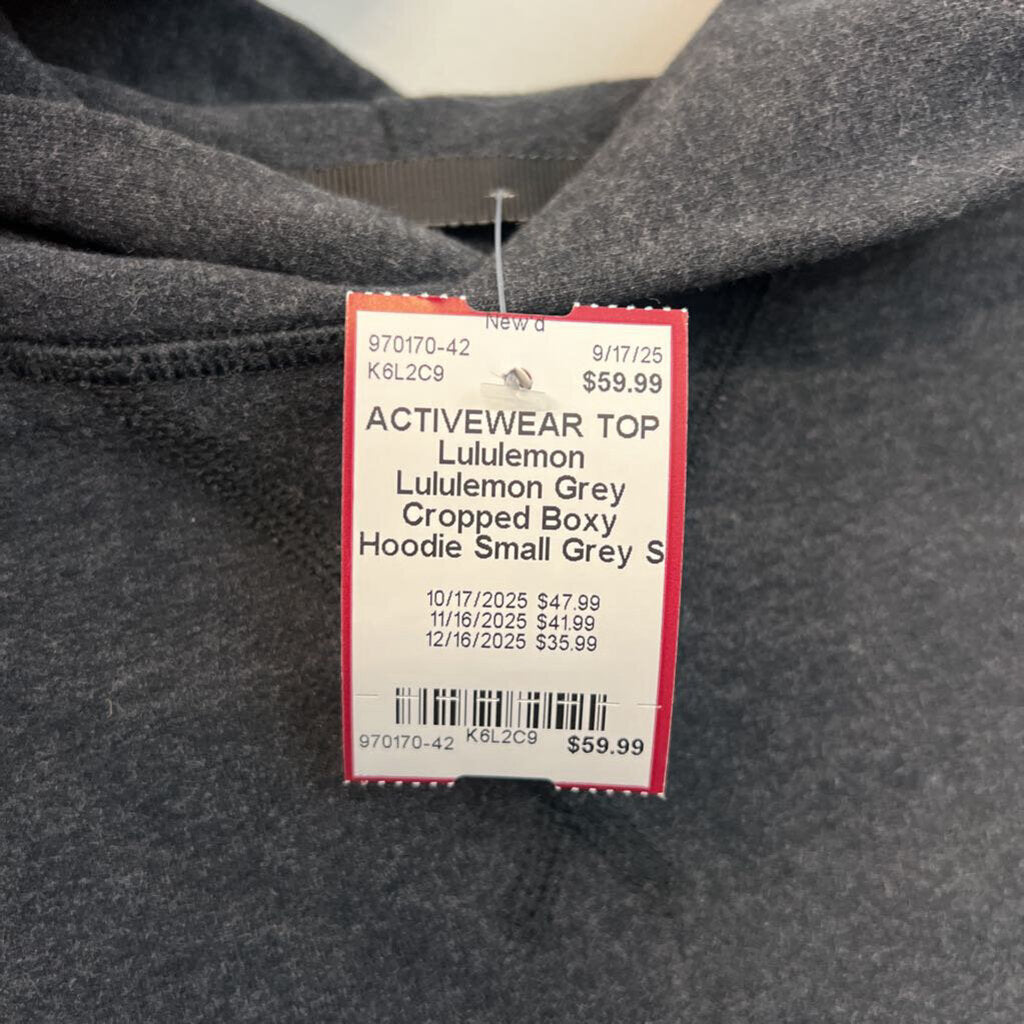 New'd
970170-42 9/17/25
K6L2C9 $59.99
ACTIVEWEAR TOP
Lululemon
Lululemon Grey
Cropped Boxy
Hoodie Small Grey S
10/17/2025 $47.99
11/16/2025 $41.99
12/16/2025 $35.99
970170-42 K6L2C9 $59.99